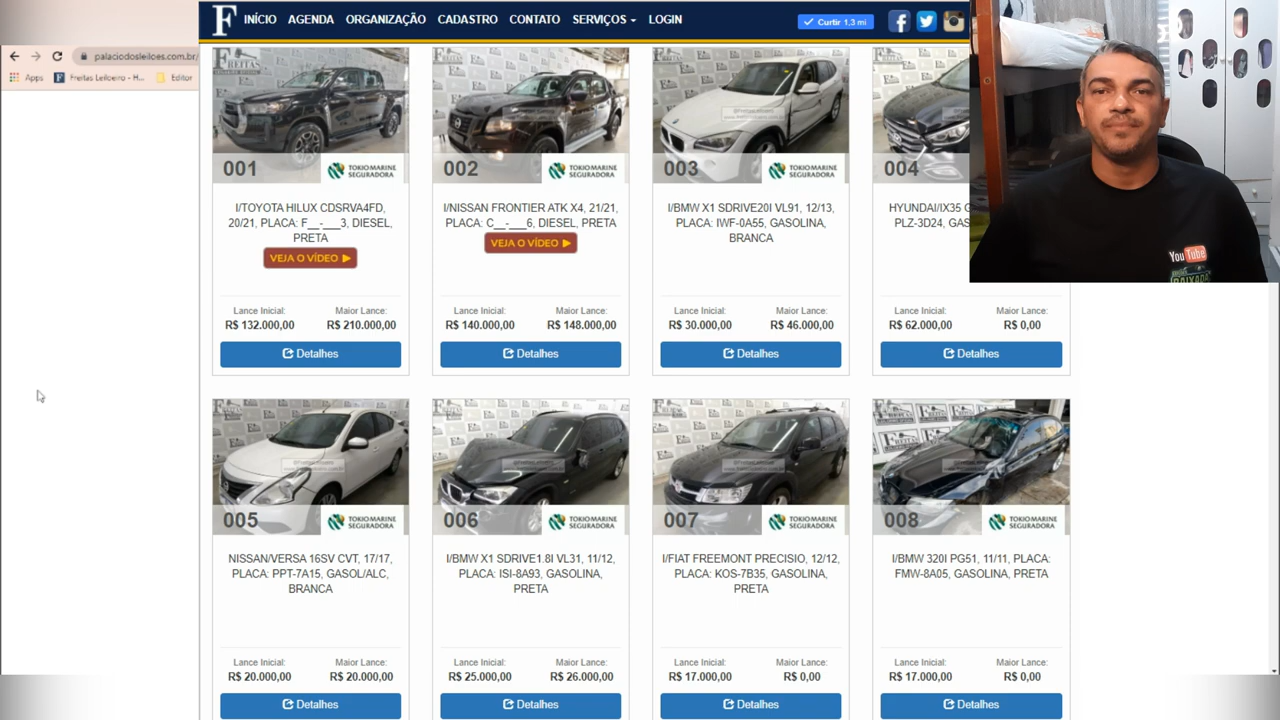 F INÍCIO AGENDA ORGANIZAÇÃO CADASTRO CONTATO SERVIÇOS LOGIN Curtir 1,3 mi
palaciodosleiloes.com.br/
Apps Freitas Leiloeiro - H... Editor
FREITAS
001 TOKIO MARINE SEGURADORA
002 TOKIO MARINE SEGURADORA
003 TOKIO MARINE SEGURADORA
004
I/TOYOTA HILUX CDSRVA4FD,
20/21, PLACA: F__-___3, DIESEL,
PRETA
VEJA O VÍDEO
I/NISSAN FRONTIER ATK X4, 21/21,
PLACA: C__-___6, DIESEL, PRETA
VEJA O VÍDEO
I/BMW X1 SDRIVE20I VL91, 12/13,
PLACA: IWF-0A55, GASOLINA,
BRANCA
HYUNDAI/IX35 G
PLZ-3D24, GAS
You Tube
Lance Inicial: Maior Lance:
R$ 132.000,00 R$ 210.000,00
Detalhes
Lance Inicial: Maior Lance:
R$ 140.000,00 R$ 148.000,00
Detalhes
Lance Inicial: Maior Lance:
R$ 30.000,00 R$ 46.000,00
Detalhes
Lance Inicial: Maior Lance:
R$ 62.000,00 R$ 0,00
Detalhes
005 TOKIO MARINE SEGURADORA
006 TOKIO MARINE SEGURADORA
007 TOKIO MARINE SEGURADORA
008 TOKIO MARINE SEGURADORA
NISSAN/VERSA 16SV CVT, 17/17,
PLACA: PPT-7A15, GASOL/ALC,
BRANCA
I/BMW X1 SDRIVE1.8I VL31, 11/12,
PLACA: ISI-8A93, GASOLINA,
PRETA
I/FIAT FREEMONT PRECISIO, 12/12,
PLACA: KOS-7B35, GASOLINA,
PRETA
I/BMW 320I PG51, 11/11, PLACA:
FMW-8A05, GASOLINA, PRETA
Lance Inicial: Maior Lance:
R$ 20.000,00 R$ 20.000,00
Detalhes
Lance Inicial: Maior Lance:
R$ 25.000,00 R$ 26.000,00
Detalhes
Lance Inicial: Maior Lance:
R$ 17.000,00 R$ 0,00
Detalhes
Lance Inicial: Maior Lance:
R$ 17.000,00 R$ 0,00
Detalhes